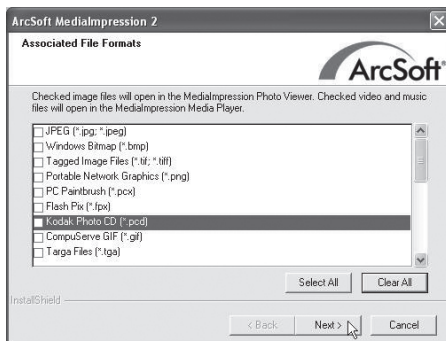 ArcSoft MediaImpression 2
Associated File Formats
ArcSoft®
Checked image files will open in the MediaImpression Photo Viewer. Checked video and music
files will open in the MediaImpression Media Player.
JPEG (*.jpg; *.jpeg)
Windows Bitmap (*.bmp)
Tagged Image Files (*.tif; *.tiff)
Portable Network Graphics (*.png)
PC Paintbrush (*.pcx)
Flash Pix (*.fpx)
Kodak Photo CD (*.pcd)
CompuServe GIF (*.gif)
Targa Files (*.tga)
Select All
Clear All
InstallShield
< Back
Next >
Cancel